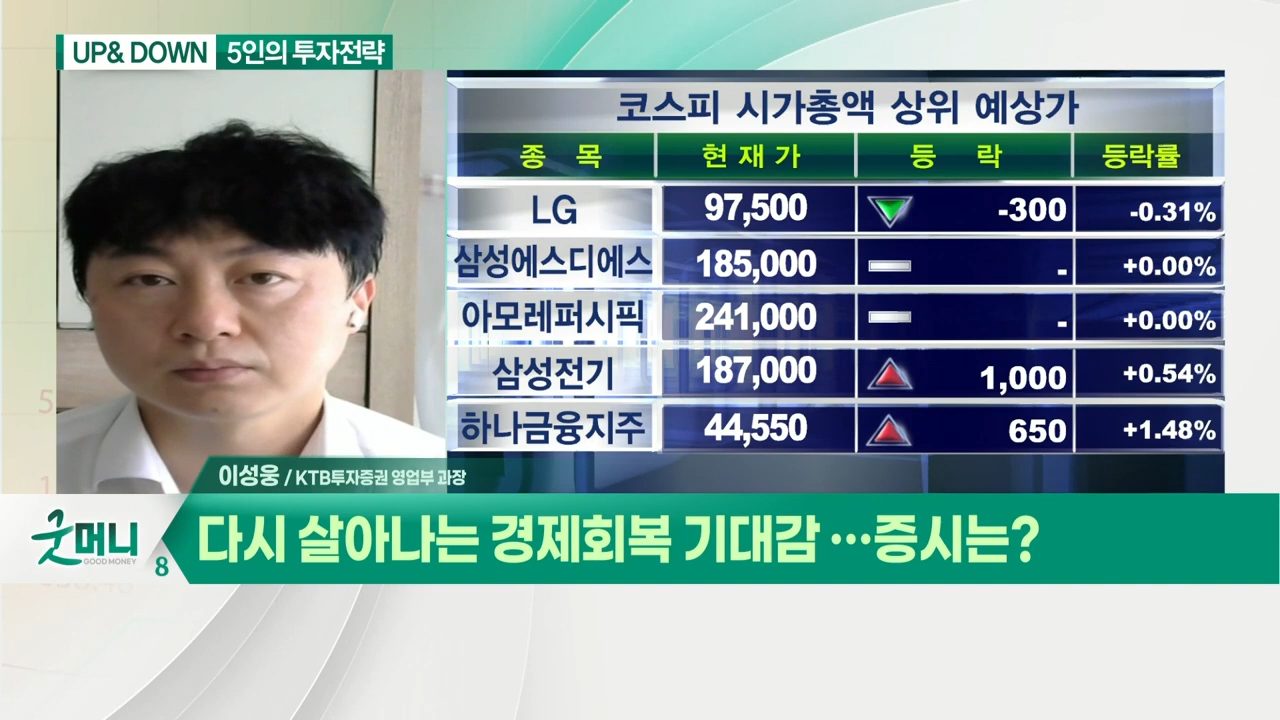 UP& DOWN 5인의 투자전략
코스피 시가총액 상위 예상가
종 목 현 재 가 등 락 등락률
LG 97,500 -300 -0.31%
삼성에스디에스 185,000 - +0.00%
아모레퍼시픽 241,000 - +0.00%
삼성전기 187,000 1,000 +0.54%
하나금융지주 44,550 650 +1.48%
이성웅 / KTB투자증권 영업부 과장
굿머니
GOOD MONEY
8
다시 살아나는 경제회복 기대감…증시는?
5
1